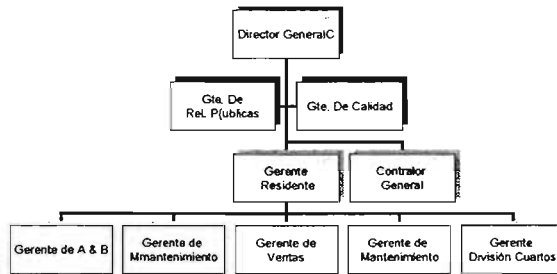 Director GeneralC
Gte. De
Rel. P(ublicas
Gte. De Calidad
Gerente
Residente
Contralor
General
Gerente de A & B
Gerente de
Mmantenimiento
Gerente de
Ventas
Gerente de
Mantenimiento
Gerente
División Cuartos